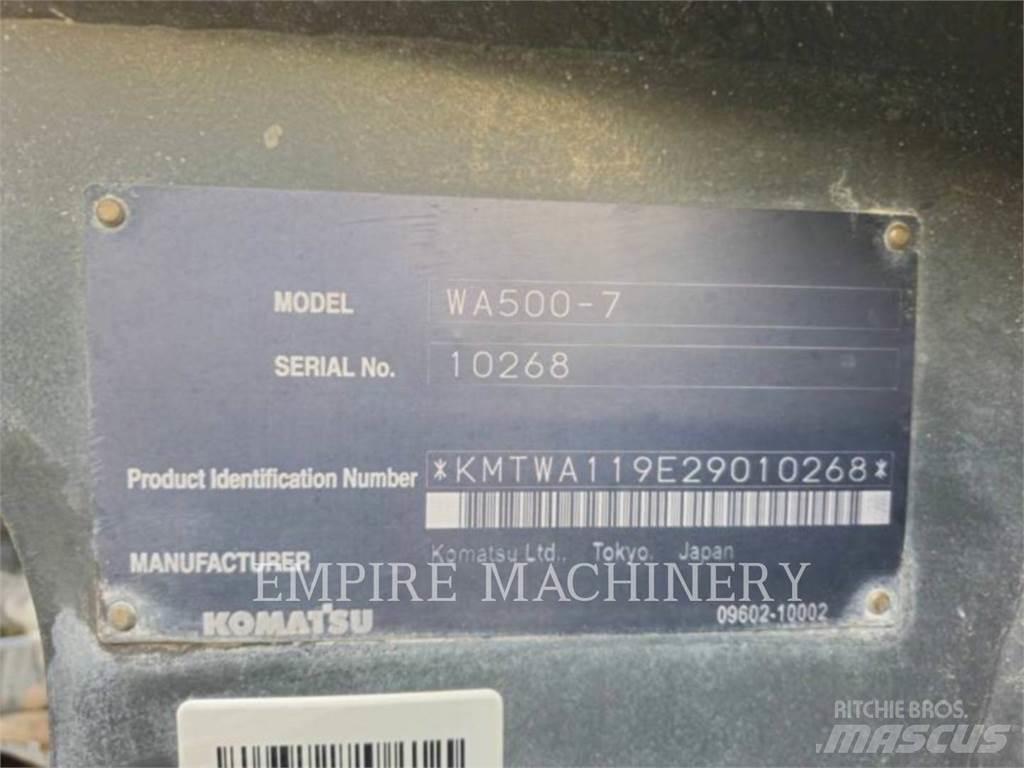 MODEL WA500-7
SERIAL No. 10268
Product Identification Number *KMTWA119E29010268*
MANUFACTURER Komatsu Ltd., Tokyo, Japan
EMPIRE MACHINERY
KOMATSU 09602-10002
RITCHIE BROS.
MASCUS